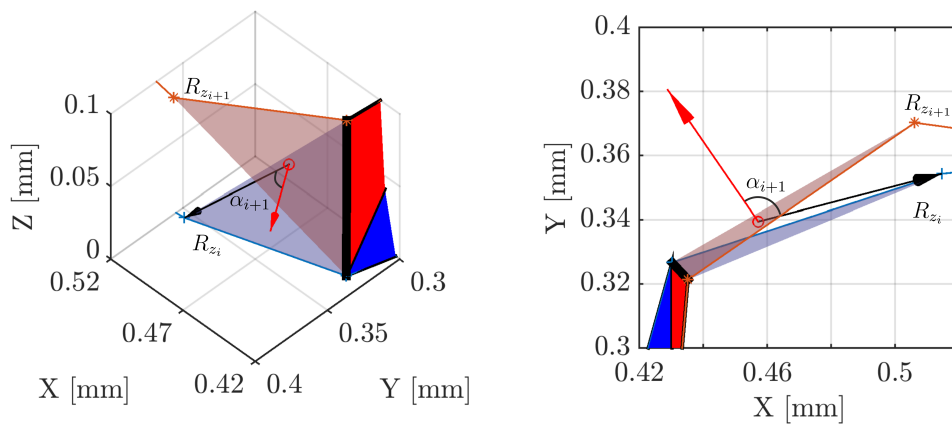 R_{z_{i+1}}
0.1
0.05
0
Z [mm]
α_{i+1}
R_{z_i}
0.52
0.47
0.42
X [mm]
0.4
0.35
0.3
Y [mm]
0.4
0.38
0.36
0.34
0.32
0.3
Y [mm]
R_{z_{i+1}}
α_{i+1}
R_{z_i}
0.42
0.46
0.5
X [mm]